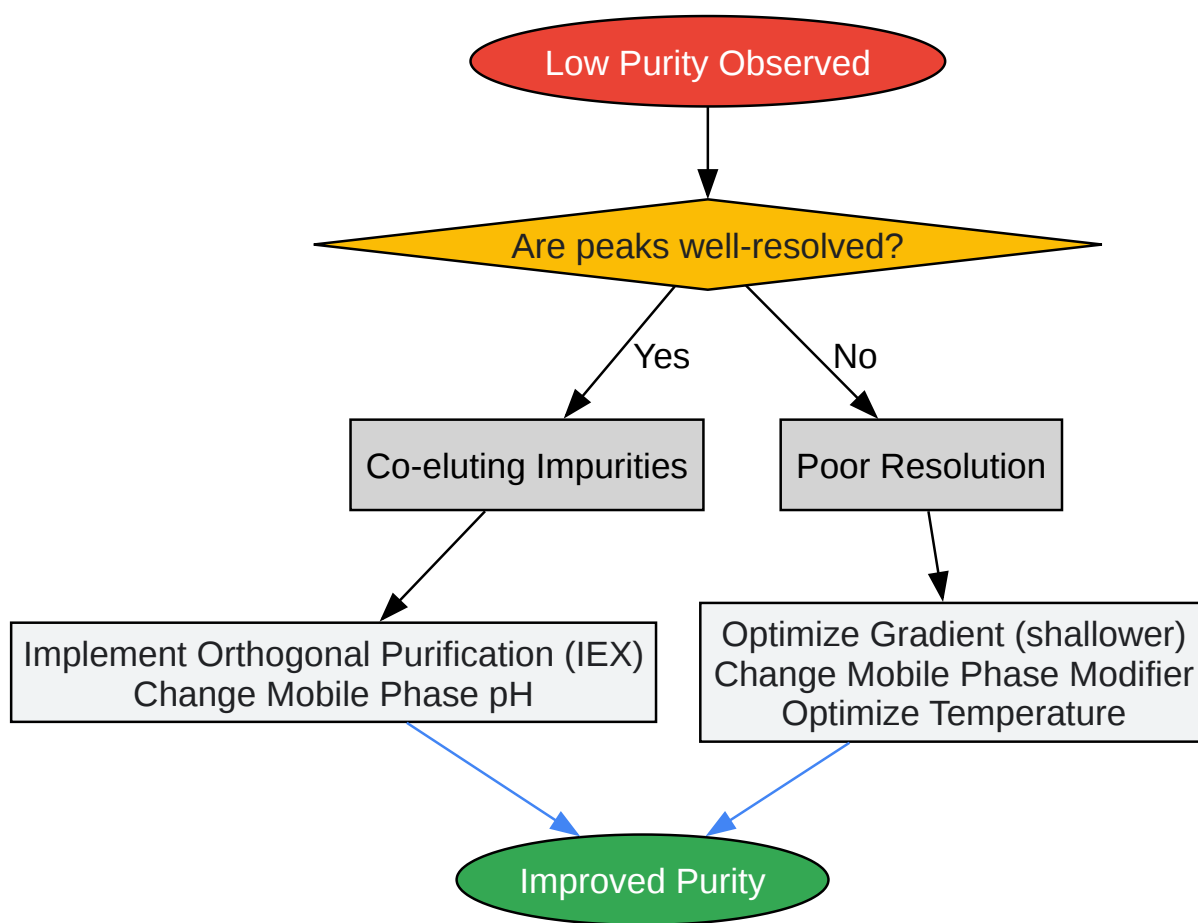 Low Purity Observed
Are peaks well-resolved?
Yes
No
Co-eluting Impurities
Poor Resolution
Implement Orthogonal Purification (IEX)
Change Mobile Phase pH
Optimize Gradient (shallower)
Change Mobile Phase Modifier
Optimize Temperature
Improved Purity